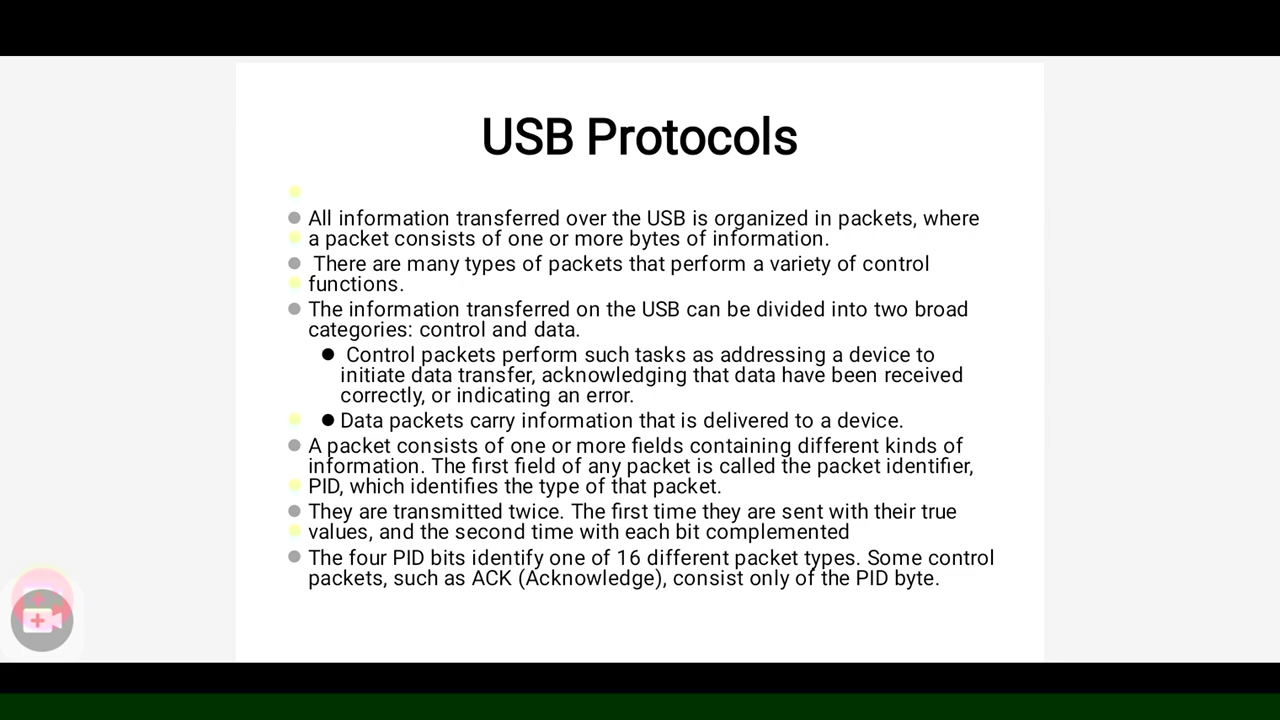 USB Protocols
All information transferred over the USB is organized in packets, where
a packet consists of one or more bytes of information.
There are many types of packets that perform a variety of control
functions.
The information transferred on the USB can be divided into two broad
categories: control and data.
Control packets perform such tasks as addressing a device to
initiate data transfer, acknowledging that data have been received
correctly, or indicating an error.
Data packets carry information that is delivered to a device.
A packet consists of one or more fields containing different kinds of
information. The first field of any packet is called the packet identifier,
PID, which identifies the type of that packet.
They are transmitted twice. The first time they are sent with their true
values, and the second time with each bit complemented
The four PID bits identify one of 16 different packet types. Some control
packets, such as ACK (Acknowledge), consist only of the PID byte.